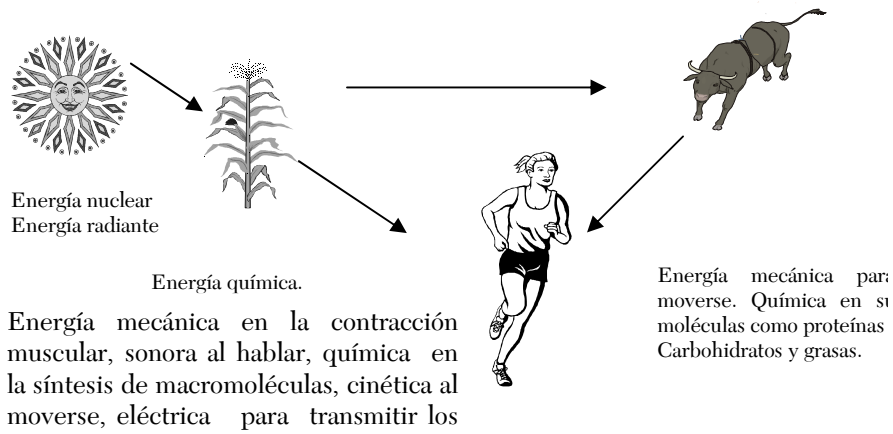 Energía nuclear
Energía radiante
Energía química.
Energía mecánica para
moverse. Química en su
moléculas como proteínas
Carbohidratos y grasas.
Energía mecánica en la contracción
muscular, sonora al hablar, química en
la síntesis de macromoléculas, cinética al
moverse, eléctrica para transmitir los